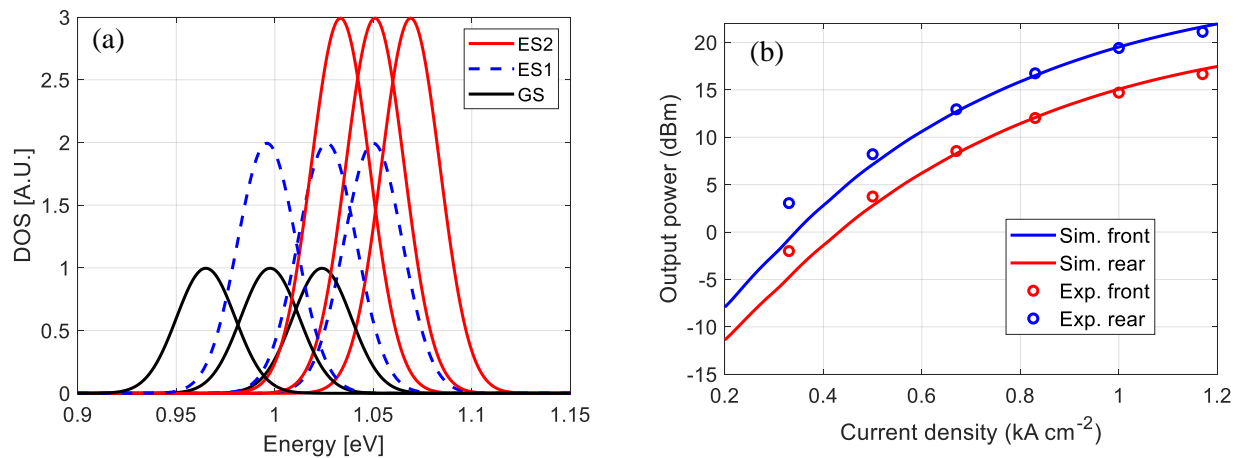 (a)
ES2
ES1
GS
3
2.5
2
1.5
1
0.5
0
DOS [A.U.]
0.9
0.95
1
1.05
1.1
1.15
Energy [eV]
(b)
Sim. front
Sim. rear
Exp. front
Exp. rear
20
15
10
5
0
-5
-10
-15
Output power (dBm)
0.2
0.4
0.6
0.8
1.0
1.2
Current density (kA cm-2)